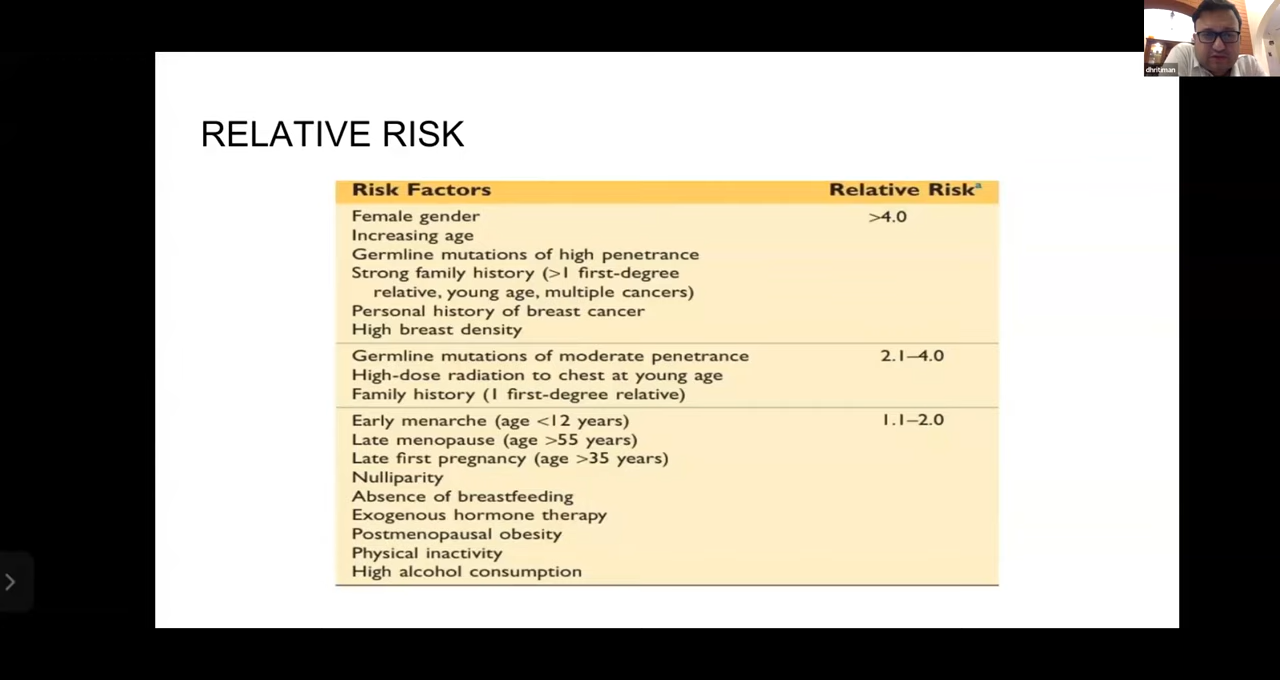 dhritiman
RELATIVE RISK
Risk Factors Relative Riskᵃ
Female gender >4.0
Increasing age
Germline mutations of high penetrance
Strong family history (>1 first-degree
relative, young age, multiple cancers)
Personal history of breast cancer
High breast density
Germline mutations of moderate penetrance 2.1–4.0
High-dose radiation to chest at young age
Family history (1 first-degree relative)
Early menarche (age <12 years) 1.1–2.0
Late menopause (age >55 years)
Late first pregnancy (age >35 years)
Nulliparity
Absence of breastfeeding
Exogenous hormone therapy
Postmenopausal obesity
Physical inactivity
High alcohol consumption